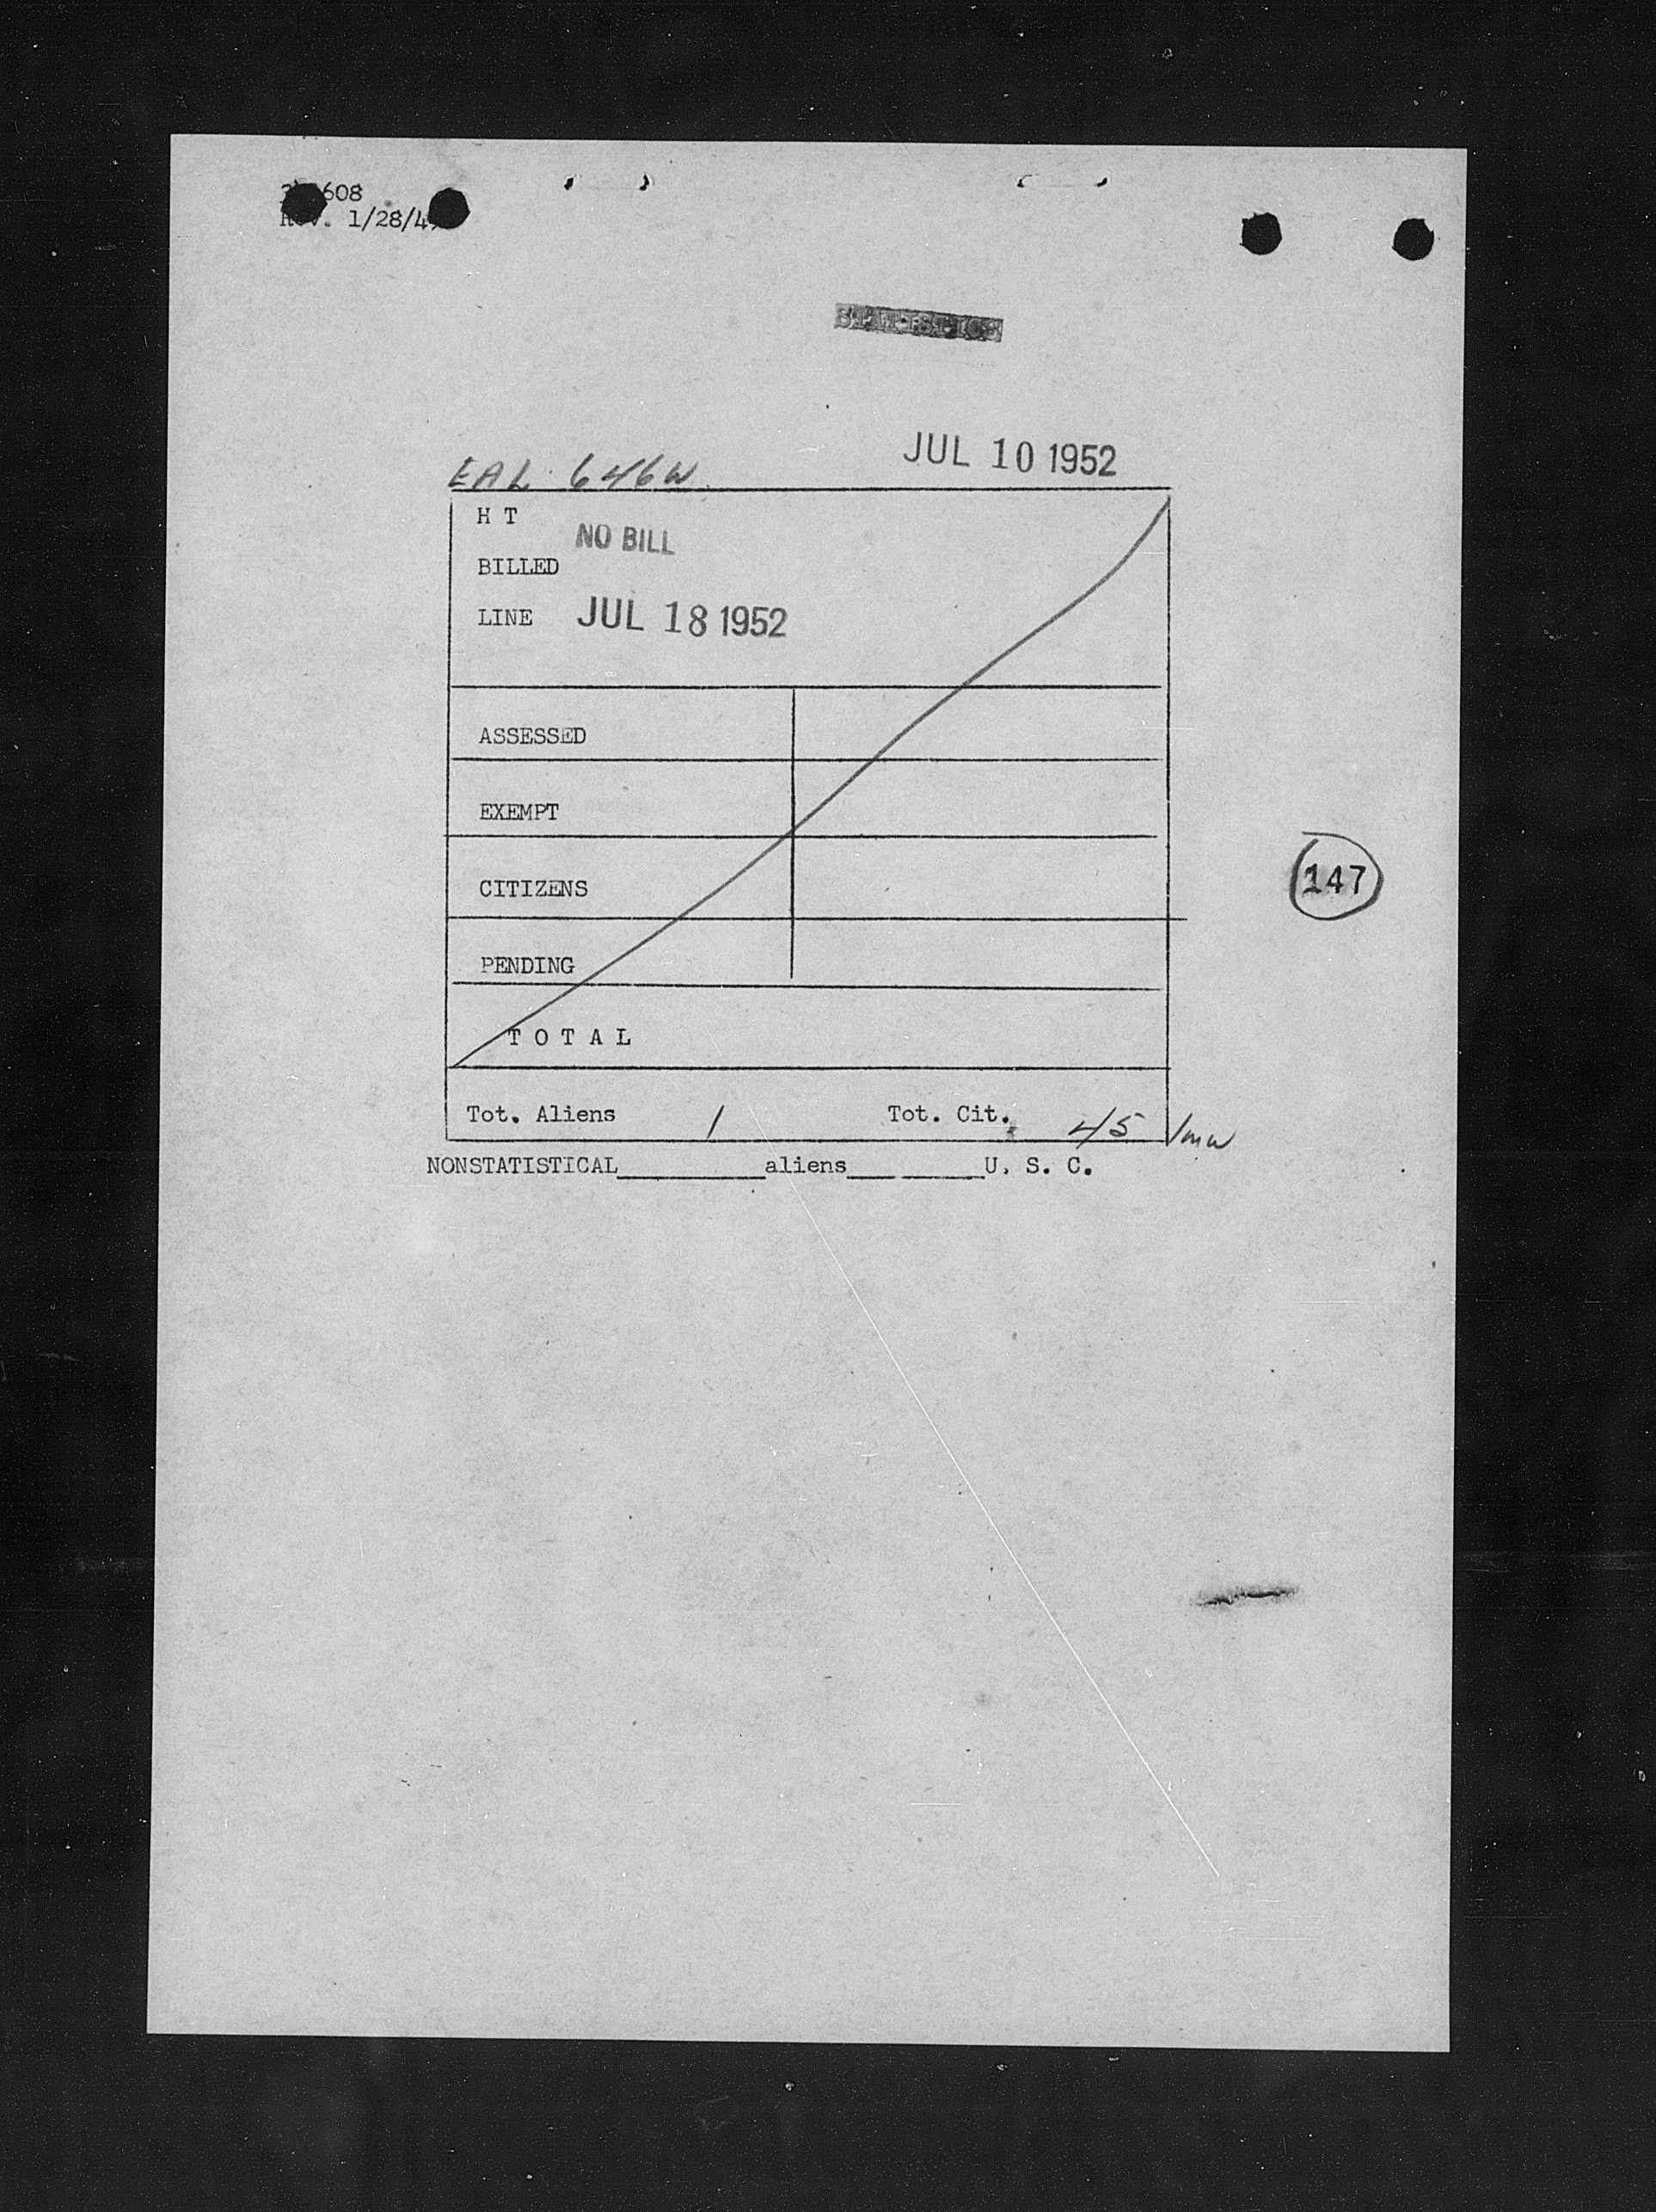 608
1/28/4
JUL 10 1952
EAL 646W
H T
NO BILL
BILLED
LINE JUL 18 1952
ASSESSED
EXEMPT
CITIZENS
147
PENDING
T O T A L
Tot. Aliens 1 Tot. Cit. 45 /mw
NONSTATISTICAL aliens U. S. C.